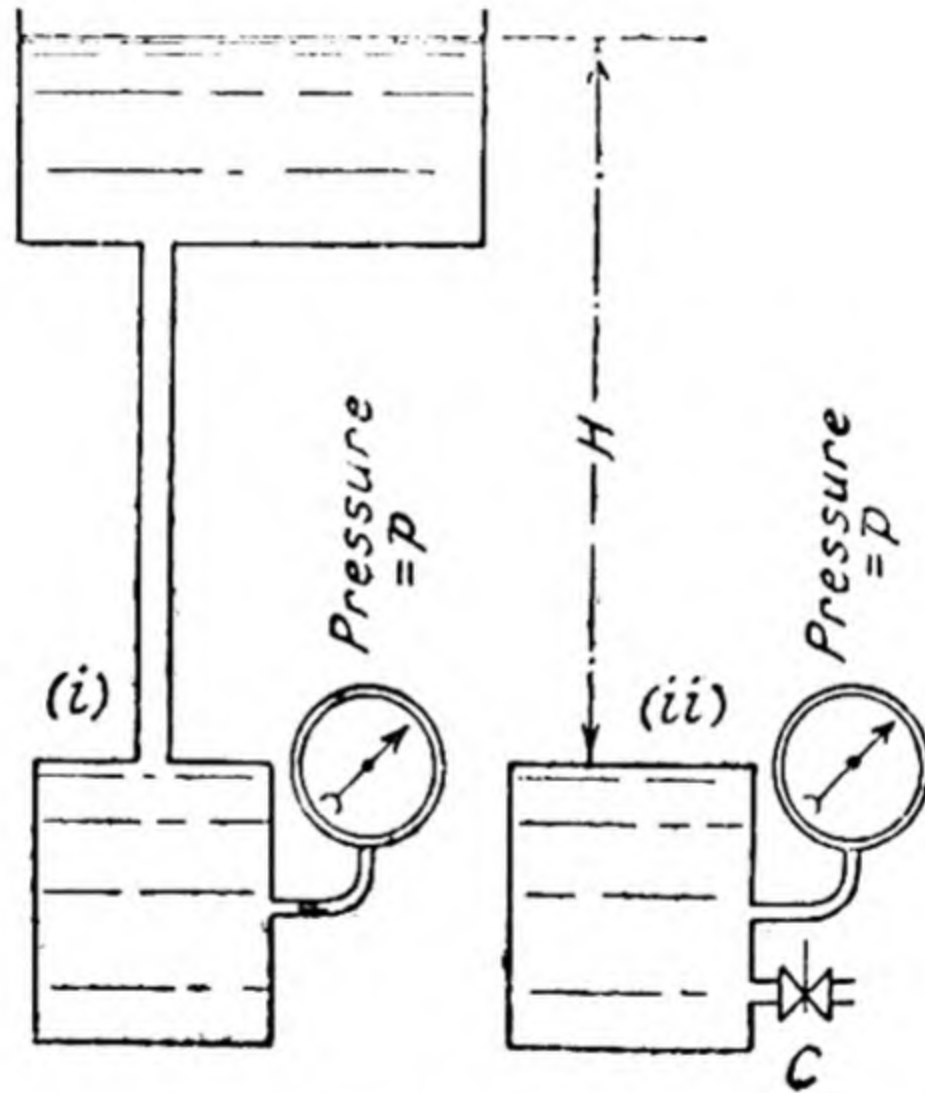 H
Pressure
= p
Pressure
= p
(i)
(ii)
C